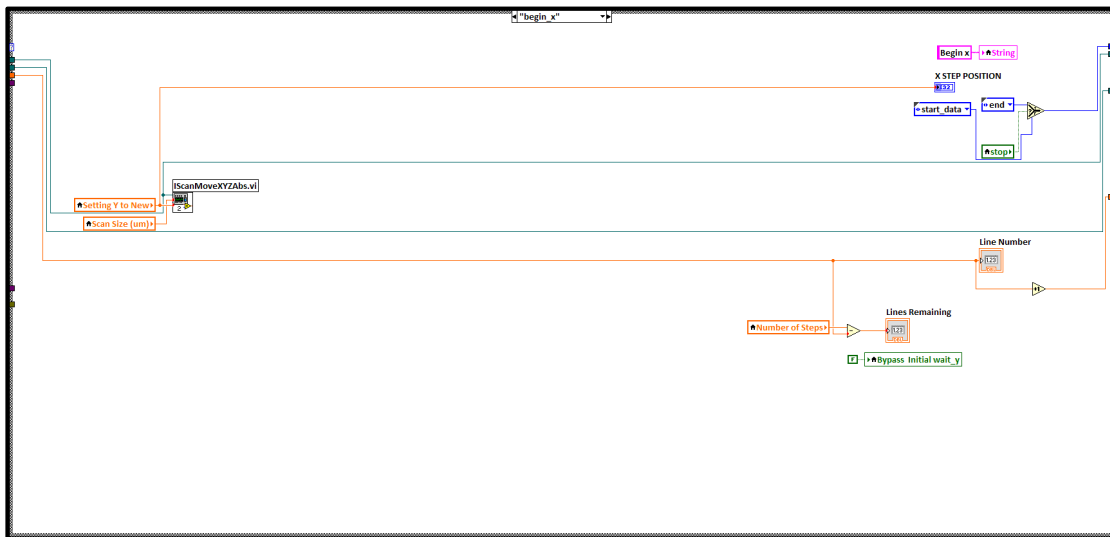 "begin_x"
Begin x
String
X STEP POSITION
I32
start_data
end
stop
IScanMoveXYZAbs.vi
2
Setting Y to New
Scan Size (um)
Line Number
123
+1
Lines Remaining
Number of Steps
123
F
Bypass Initial wait_y